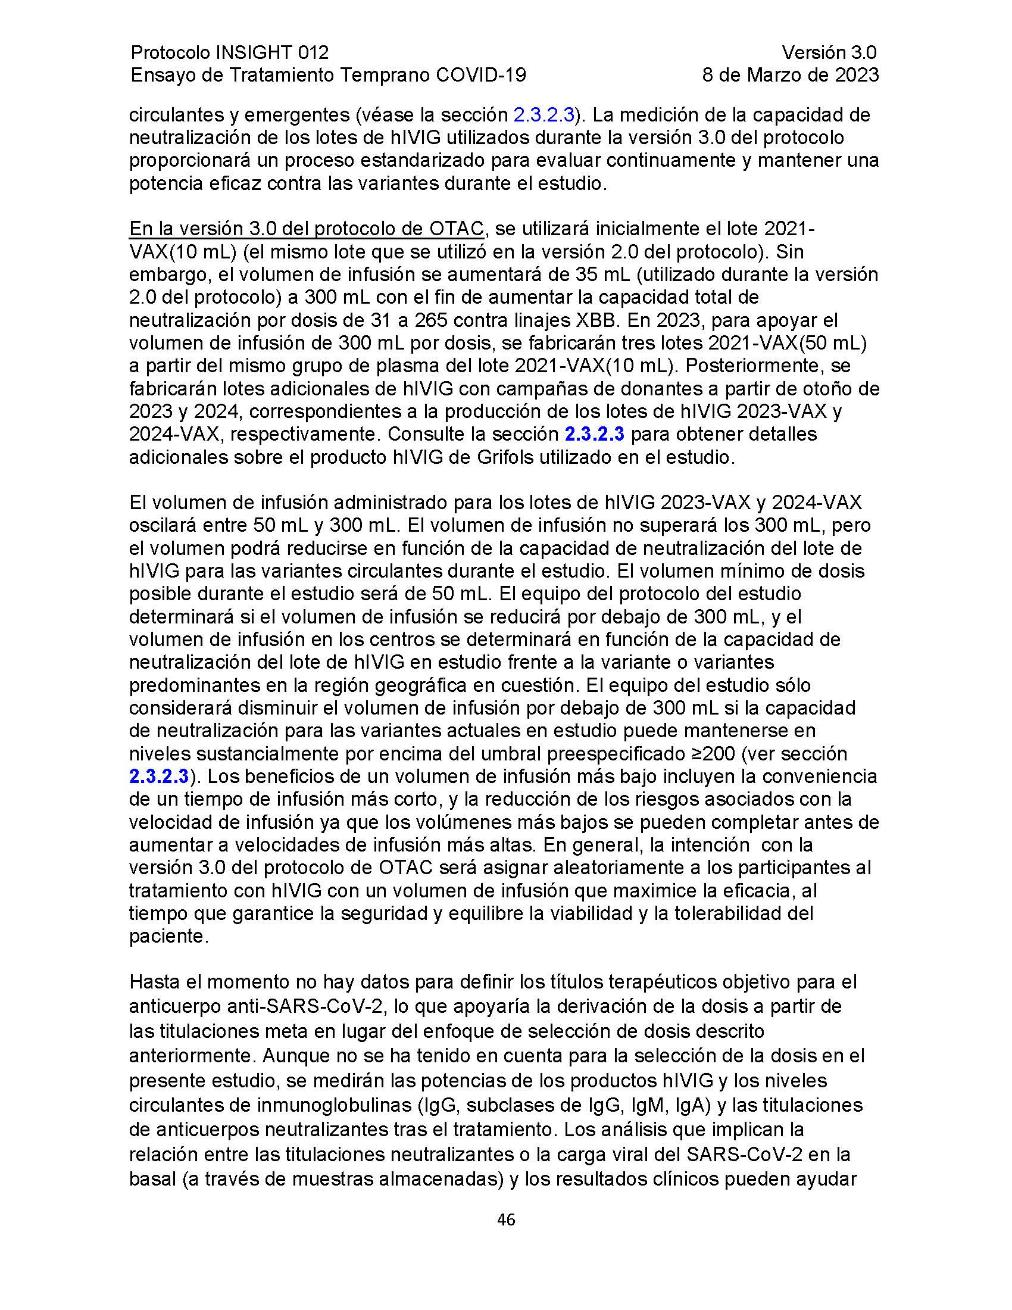 Protocolo INSIGHT 012 Versión 3.0
Ensayo de Tratamiento Temprano COVID-19 8 de Marzo de 2023
circulantes y emergentes (véase la sección 2.3.2.3). La medición de la capacidad de
neutralización de los lotes de hIVIG utilizados durante la versión 3.0 del protocolo
proporcionará un proceso estandarizado para evaluar continuamente y mantener una
potencia eficaz contra las variantes durante el estudio.
En la versión 3.0 del protocolo de OTAC, se utilizará inicialmente el lote 2021-
VAX(10 mL) (el mismo lote que se utilizó en la versión 2.0 del protocolo). Sin
embargo, el volumen de infusión se aumentará de 35 mL (utilizado durante la versión
2.0 del protocolo) a 300 mL con el fin de aumentar la capacidad total de
neutralización por dosis de 31 a 265 contra linajes XBB. En 2023, para apoyar el
volumen de infusión de 300 mL por dosis, se fabricarán tres lotes 2021-VAX(50 mL)
a partir del mismo grupo de plasma del lote 2021-VAX(10 mL). Posteriormente, se
fabricarán lotes adicionales de hIVIG con campañas de donantes a partir de otoño de
2023 y 2024, correspondientes a la producción de los lotes de hIVIG 2023-VAX y
2024-VAX, respectivamente. Consulte la sección 2.3.2.3 para obtener detalles
adicionales sobre el producto hIVIG de Grifols utilizado en el estudio.
El volumen de infusión administrado para los lotes de hIVIG 2023-VAX y 2024-VAX
oscilará entre 50 mL y 300 mL. El volumen de infusión no superará los 300 mL, pero
el volumen podrá reducirse en función de la capacidad de neutralización del lote de
hIVIG para las variantes circulantes durante el estudio. El volumen mínimo de dosis
posible durante el estudio será de 50 mL. El equipo del protocolo del estudio
determinará si el volumen de infusión se reducirá por debajo de 300 mL, y el
volumen de infusión en los centros se determinará en función de la capacidad de
neutralización del lote de hIVIG en estudio frente a la variante o variantes
predominantes en la región geográfica en cuestión. El equipo del estudio sólo
considerará disminuir el volumen de infusión por debajo de 300 mL si la capacidad
de neutralización para las variantes actuales en estudio puede mantenerse en
niveles sustancialmente por encima del umbral preespecificado ≥200 (ver sección
2.3.2.3). Los beneficios de un volumen de infusión más bajo incluyen la conveniencia
de un tiempo de infusión más corto, y la reducción de los riesgos asociados con la
velocidad de infusión ya que los volúmenes más bajos se pueden completar antes de
aumentar a velocidades de infusión más altas. En general, la intención  con la
versión 3.0 del protocolo de OTAC será asignar aleatoriamente a los participantes al
tratamiento con hIVIG con un volumen de infusión que maximice la eficacia, al
tiempo que garantice la seguridad y equilibre la viabilidad y la tolerabilidad del
paciente.
Hasta el momento no hay datos para definir los títulos terapéuticos objetivo para el
anticuerpo anti-SARS-CoV-2, lo que apoyaría la derivación de la dosis a partir de
las titulaciones meta en lugar del enfoque de selección de dosis descrito
anteriormente. Aunque no se ha tenido en cuenta para la selección de la dosis en el
presente estudio, se medirán las potencias de los productos hIVIG y los niveles
circulantes de inmunoglobulinas (IgG, subclases de IgG, IgM, IgA) y las titulaciones
de anticuerpos neutralizantes tras el tratamiento. Los análisis que implican la
relación entre las titulaciones neutralizantes o la carga viral del SARS-CoV-2 en la
basal (a través de muestras almacenadas) y los resultados clínicos pueden ayudar
46